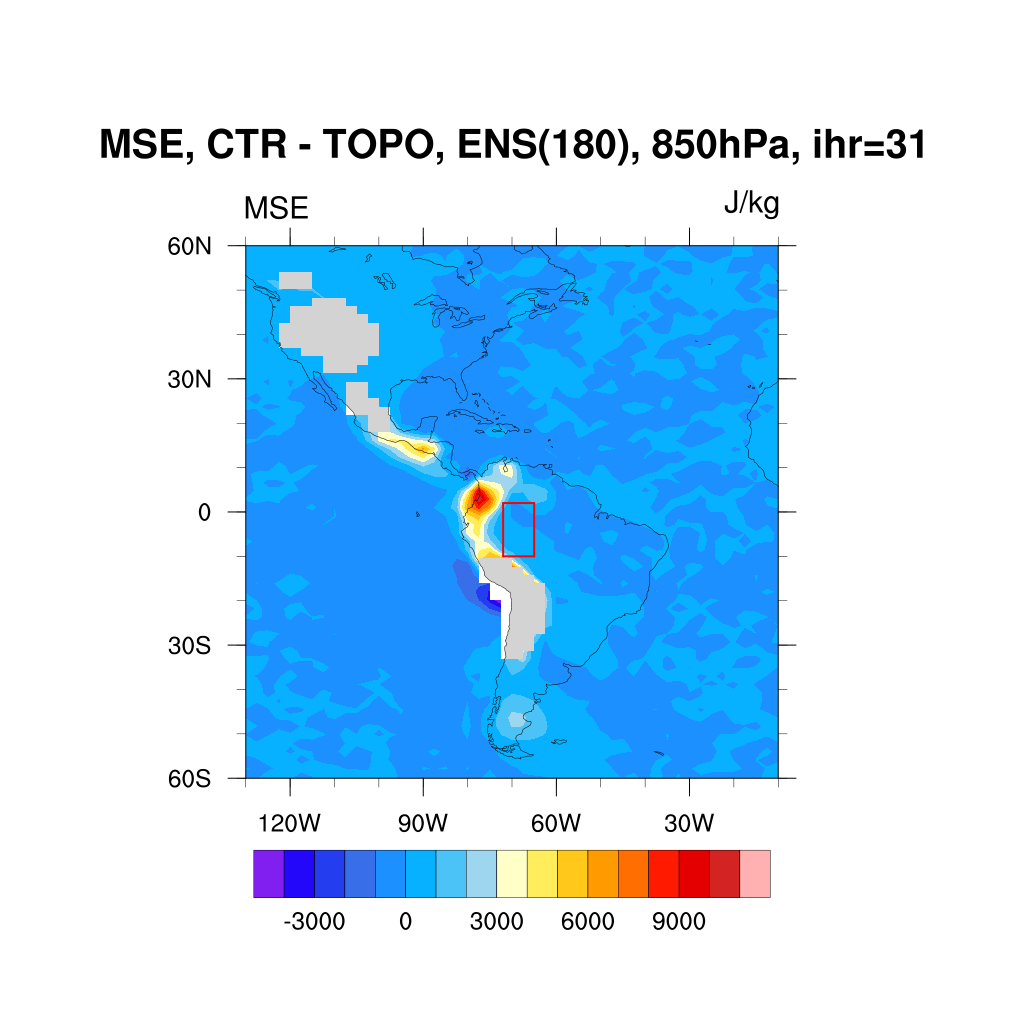 MSE, CTR - TOPO, ENS(180), 850hPa, ihr=31
MSE J/kg
60N
30N
0
30S
60S
120W 90W 60W 30W
-3000 0 3000 6000 9000